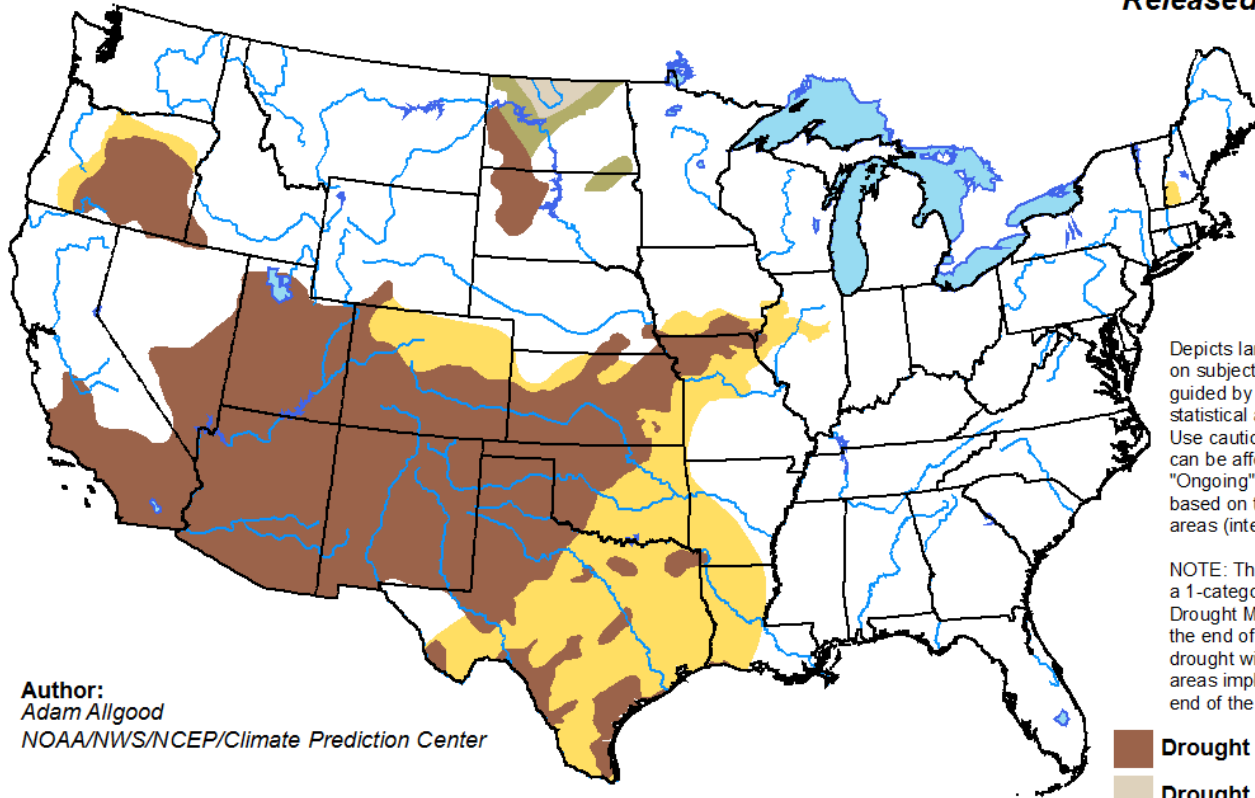 Released
Depicts lar
on subject
guided by
statistical a
Use cautio
can be affe
"Ongoing"
based on t
areas (inte
NOTE: Th
a 1-catego
Drought M
the end of
drought wi
areas impl
end of the
Author:
Adam Allgood
NOAA/NWS/NCEP/Climate Prediction Center
Drought
Drought